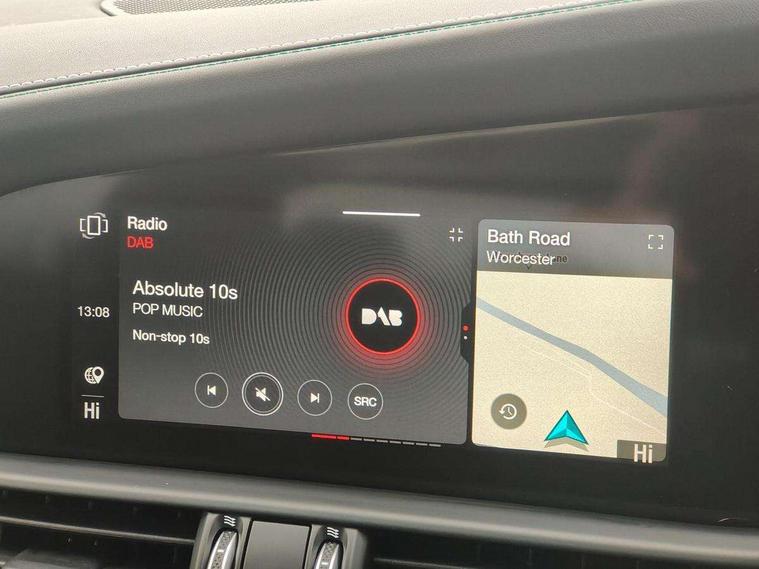 Radio
DAB
Absolute 10s
POP MUSIC
Non-stop 10s
DAB
SRC
13:08
Hi
Bath Road
Worcester
Hi